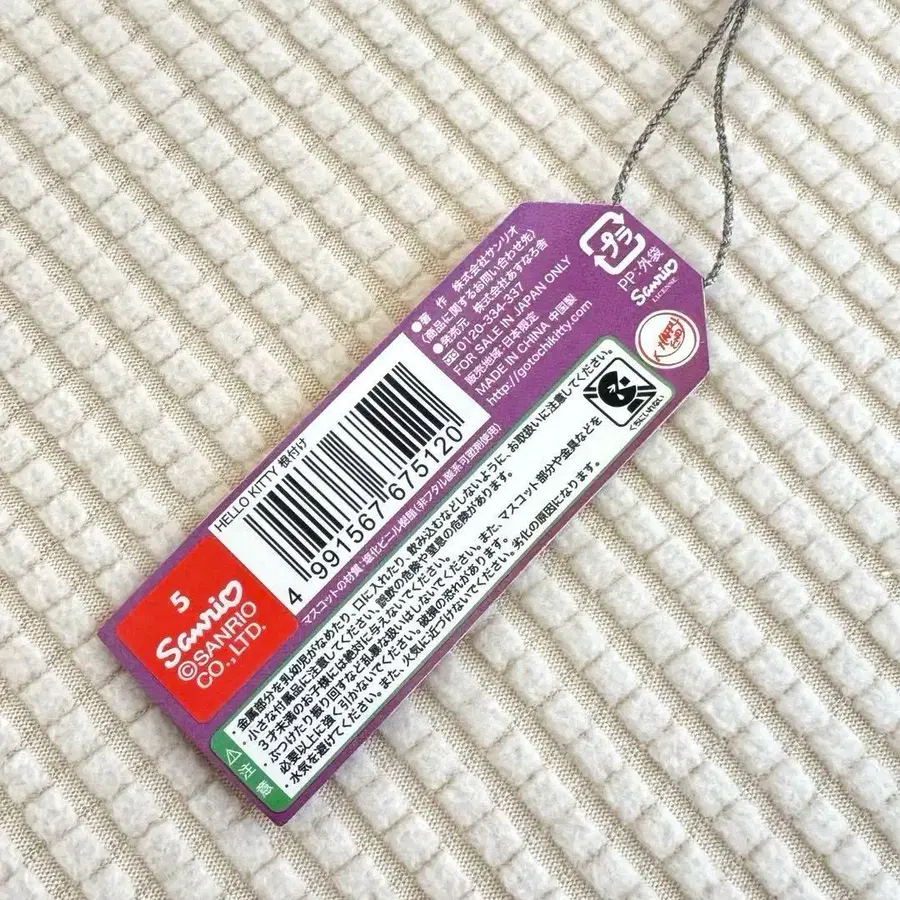 プラ
PP:外袋
Sanrio
LICENSE
HAPPY
END
●著 作 株式会社サンリオ
〈商品に関するお問い合わせ先〉
●発売元 株式会社あすなろ舎
0120-334-337
FOR SALE IN JAPAN ONLY
販売地域:日本限定
MADE IN CHINA 中国製
http://gotochikitty.com
HELLO KITTY 根付け
4 991567 675120
マスコットの材質:塩化ビニル樹脂(非フタル酸系可塑剤使用)
5
Sanrio
©SANRIO
CO.,LTD.
くちにいれない
注意
・金属部分を乳幼児がなめたり、口に入れたり、飲み込むなどしないように、お取扱いに注意してください。
・小さな付属品に注意してください。誤飲の危険や窒息の危険があります。
3才未満のお子様には絶対に与えないでください。
・ぶつけたり振り回すなど乱暴な扱いはしないでください。また、マスコット部分や金具などを
必要以上に強く引かないでください。破損の恐れがあります。
・水気を避けてください。また、火気に近づけないでください。劣化の原因になります。